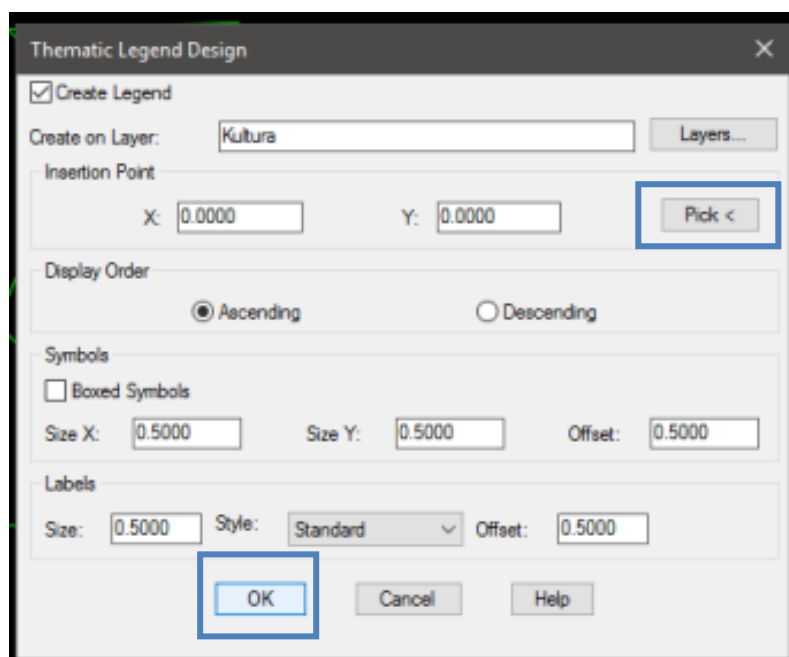 Thematic Legend Design
Create Legend
Create on Layer: Kultura Layers...
Insertion Point
X: 0.0000 Y: 0.0000 Pick <
Display Order
Ascending Descending
Symbols
Boxed Symbols
Size X: 0.5000 Size Y: 0.5000 Offset: 0.5000
Labels
Size: 0.5000 Style: Standard Offset: 0.5000
OK Cancel Help